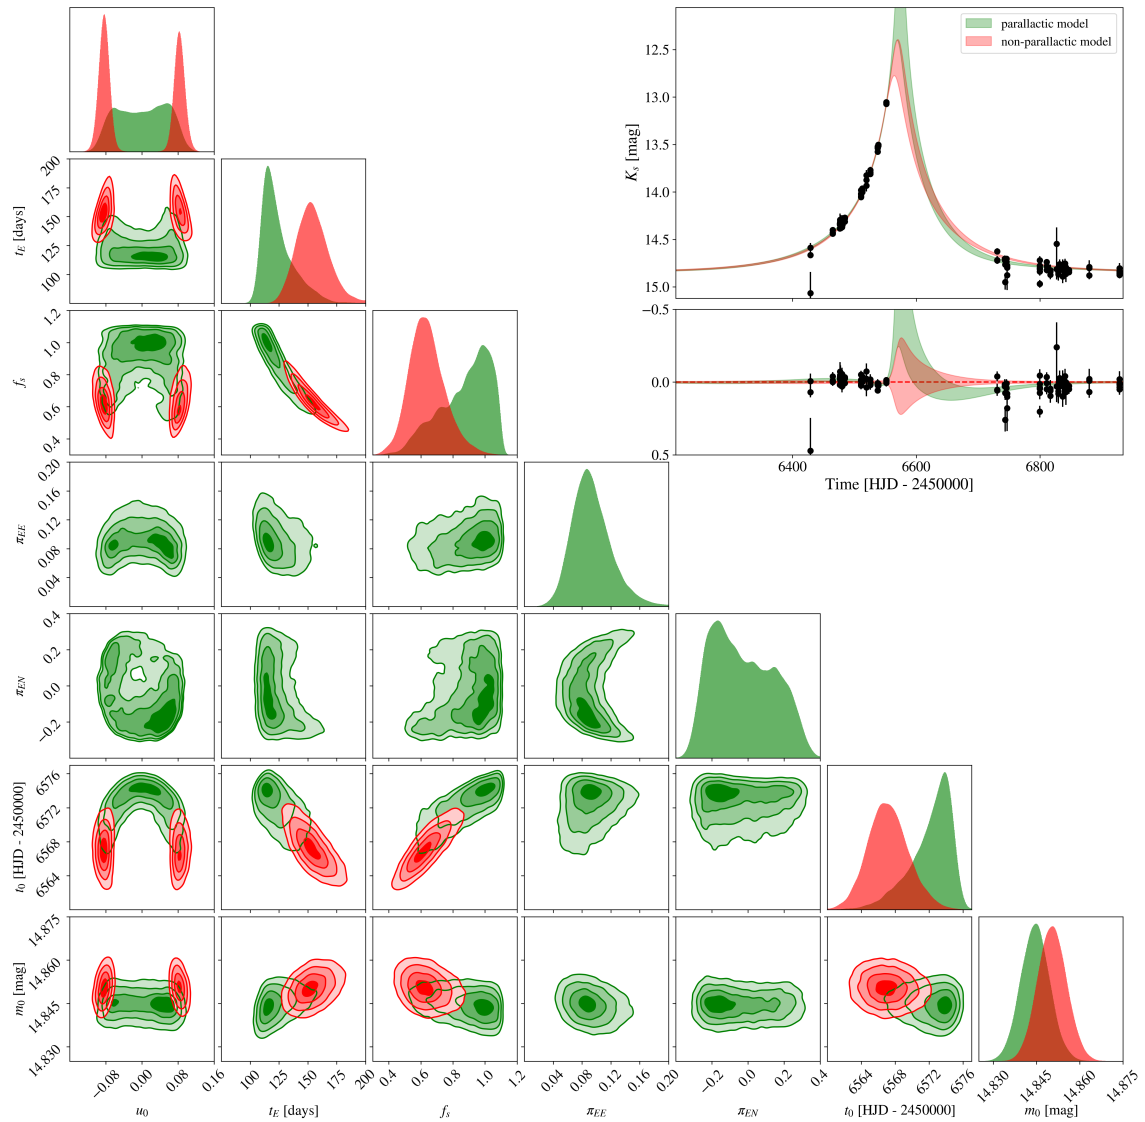 parallactic model
non-parallactic model
12.5
13.0
13.5
14.0
14.5
15.0
K_s [mag]
−0.5
0.0
0.5
6400
6600
6800
Time [HJD - 2450000]
200
175
150
125
100
t_E [days]
1.2
1.0
0.8
0.6
0.4
f_s
0.20
0.16
0.12
0.08
0.04
π_EE
0.4
0.2
0.0
−0.2
π_EN
6576
6572
6568
6564
t_0 [HJD - 2450000]
14.875
14.860
14.845
14.830
m_0 [mag]
−0.08 0.00 0.08 0.16
u_0
100 125 150 175 200
t_E [days]
0.4 0.6 0.8 1.0 1.2
f_s
0.04 0.08 0.12 0.16 0.20
π_EE
−0.2 0.0 0.2 0.4
π_EN
6564 6568 6572 6576
t_0 [HJD - 2450000]
14.830 14.845 14.860 14.875
m_0 [mag]